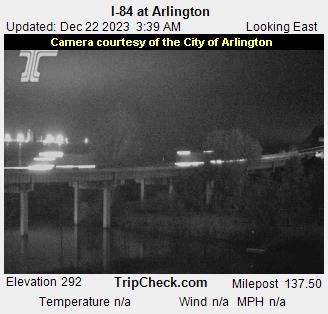 I-84 at Arlington
Updated: Dec 22 2023 3:39 AM Looking East
Camera courtesy of the City of Arlington
Elevation 292 TripCheck.com Milepost 137.50
Temperature n/a Wind n/a MPH n/a